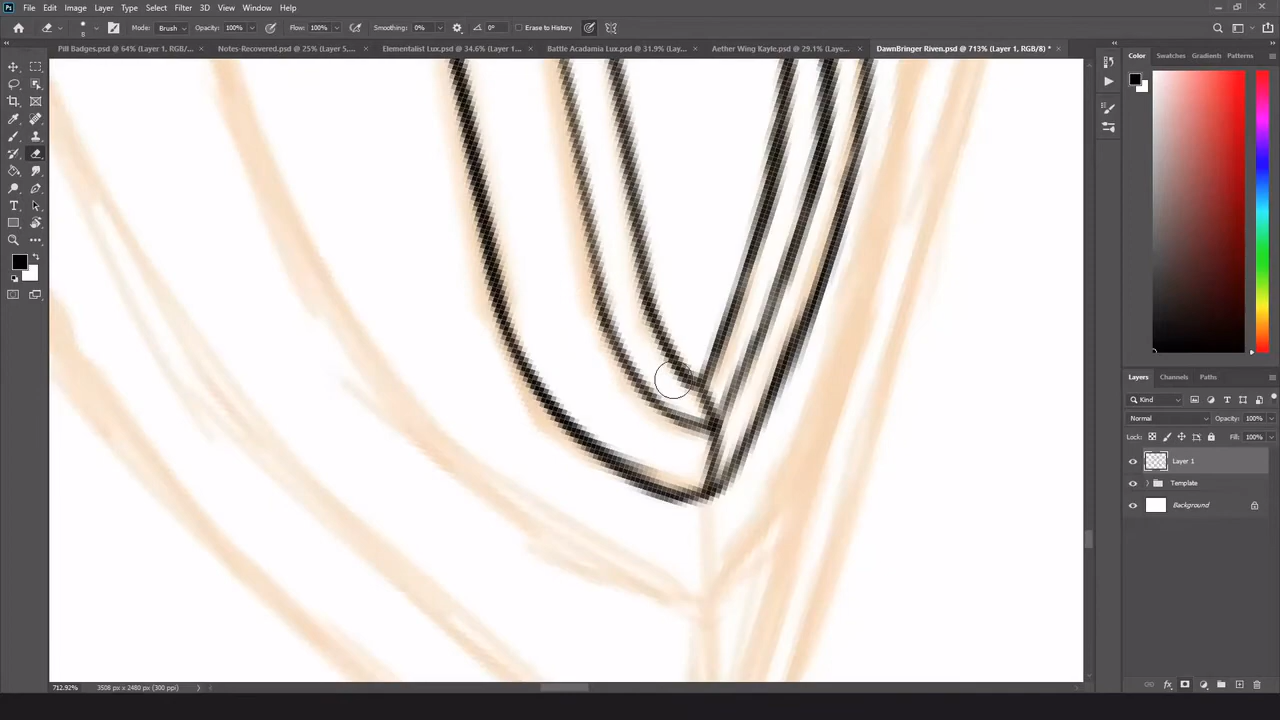 File Edit Image Layer Type Select Filter 3D View Window Help
8 Mode: Brush Opacity: 100% Flow: 100% Smoothing: 0% 0° Erase to History
Pill Badges.psd @ 64% (Layer 1, RGB/... × Notes-Recovered.psd @ 25% (Layer 5,... × Elementalist Lux.psd @ 34.6% (Layer 1... × Battle Acadamia Lux.psd @ 31.9% (Lay... × Aether Wing Kayle.psd @ 29.1% (Laye... × DawnBringer Riven.psd @ 713% (Layer 1, RGB/8) * ×
Color Swatches Gradients Patterns
Layers Channels Paths
Kind
Normal Opacity: 100%
Lock: Fill: 100%
Layer 1
Template
Background
712.92% 3508 px x 2480 px (300 ppi)